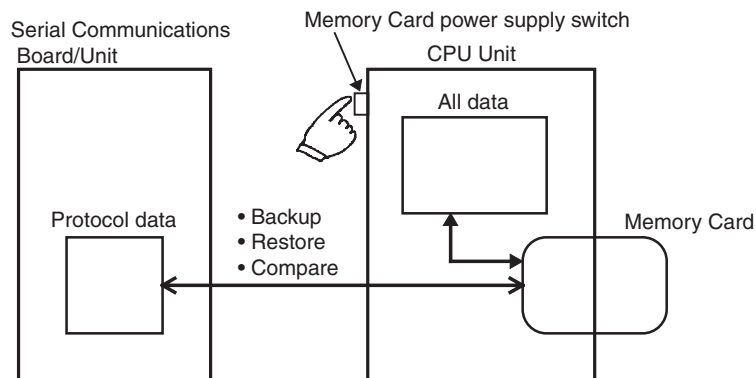 Memory Card power supply switch
Serial Communications
Board/Unit
CPU Unit
All data
Protocol data
• Backup
• Restore
• Compare
Memory Card